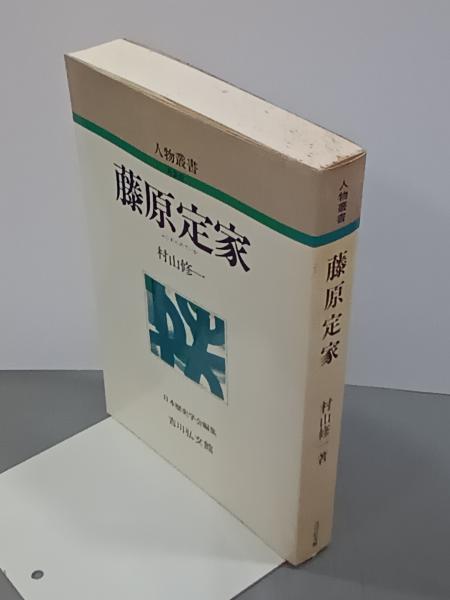 人物叢書
藤原定家
村山修一
日本歴史学会編集
吉川弘文館
人物叢書
藤原定家
村山修一著